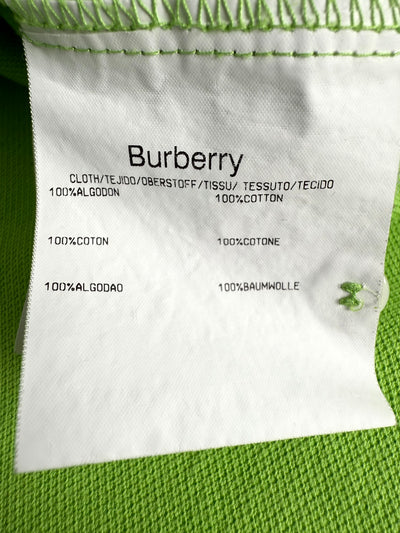 Burberry
CLOTH/TEJIDO/OBERSTOFF/TISSU/ TESSUTO/TECIDO
100%ALGODON 100%COTTON
100%COTON 100%COTONE
100%ALGODAO 100%BAUMWOLLE